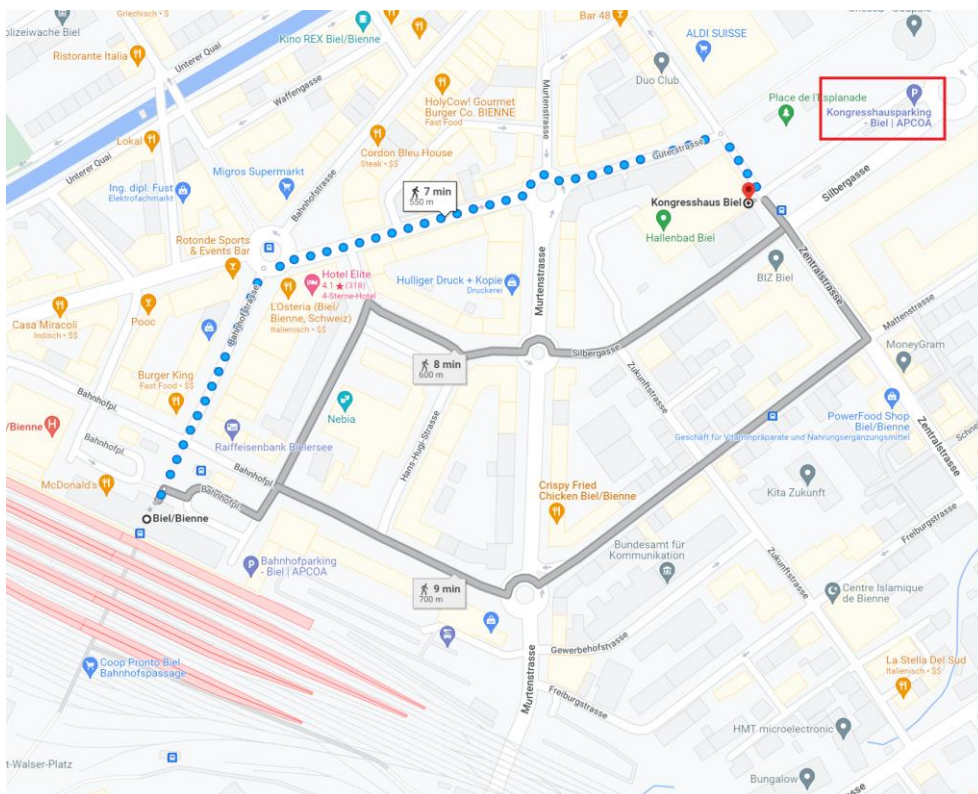 Griechisch • $
Polizeiwache Biel
Ristorante Italia
Unterer Quai
Kino REX Biel/Bienne
Bar 48
ALDI SUISSE
Duo Club
Waffengasse
Murtenstrasse
HolyCow! Gourmet
Burger Co. BIENNE
Fast Food
Place de l'Esplanade
P
Kongresshausparking
- Biel | APCOA
Lokal
Unterer Quai
Cordon Bleu House
Steak • $$
Güterstrasse
Migros Supermarkt
Bahnhofstrasse
Ing. dipl. Fust
Elektrofachmarkt
7 min
550 m
Kongresshaus Biel
Silbergasse
Hallenbad Biel
Rotonde Sports
& Events Bar
Hotel Elite
4.1 ★ (318)
4-Sterne-Hotel
Hulliger Druck + Kopie
Druckerei
Murtenstrasse
BIZ Biel
Zentralstrasse
Casa Miracoli
Indisch • $$
Pooc
Bahnhofstrasse
L'Osteria (Biel/
Bienne, Schweiz)
Italienisch • $$
Mattenstrasse
MoneyGram
8 min
600 m
Silbergasse
Zukunftstrasse
Burger King
Fast Food • $$
Bahnhofpl.
Nebia
PowerFood Shop
Biel/Bienne
Geschäft für Vitaminpräparate und Nahrungsergänzungsmittel
Zentralstrasse
H
/Bienne
Bahnhofpl.
Raiffeisenbank Bielersee
Hans-Hugi-Strasse
McDonald's
Bahnhofpl.
Bahnhofpl.
Crispy Fried
Chicken Biel/Bienne
Kita Zukunft
Biel/Bienne
Freiburgstrasse
Bundesamt für
Kommunikation
Zukunftstrasse
P
Bahnhofparking
- Biel | APCOA
9 min
700 m
Centre Islamique
de Bienne
Gewerbehofstrasse
Coop Pronto Biel
Bahnhofspassage
Murtenstrasse
Freiburgstrasse
La Stella Del Sud
Italienisch • $$
HMT microelectronic
t-Walser-Platz
Bungalow